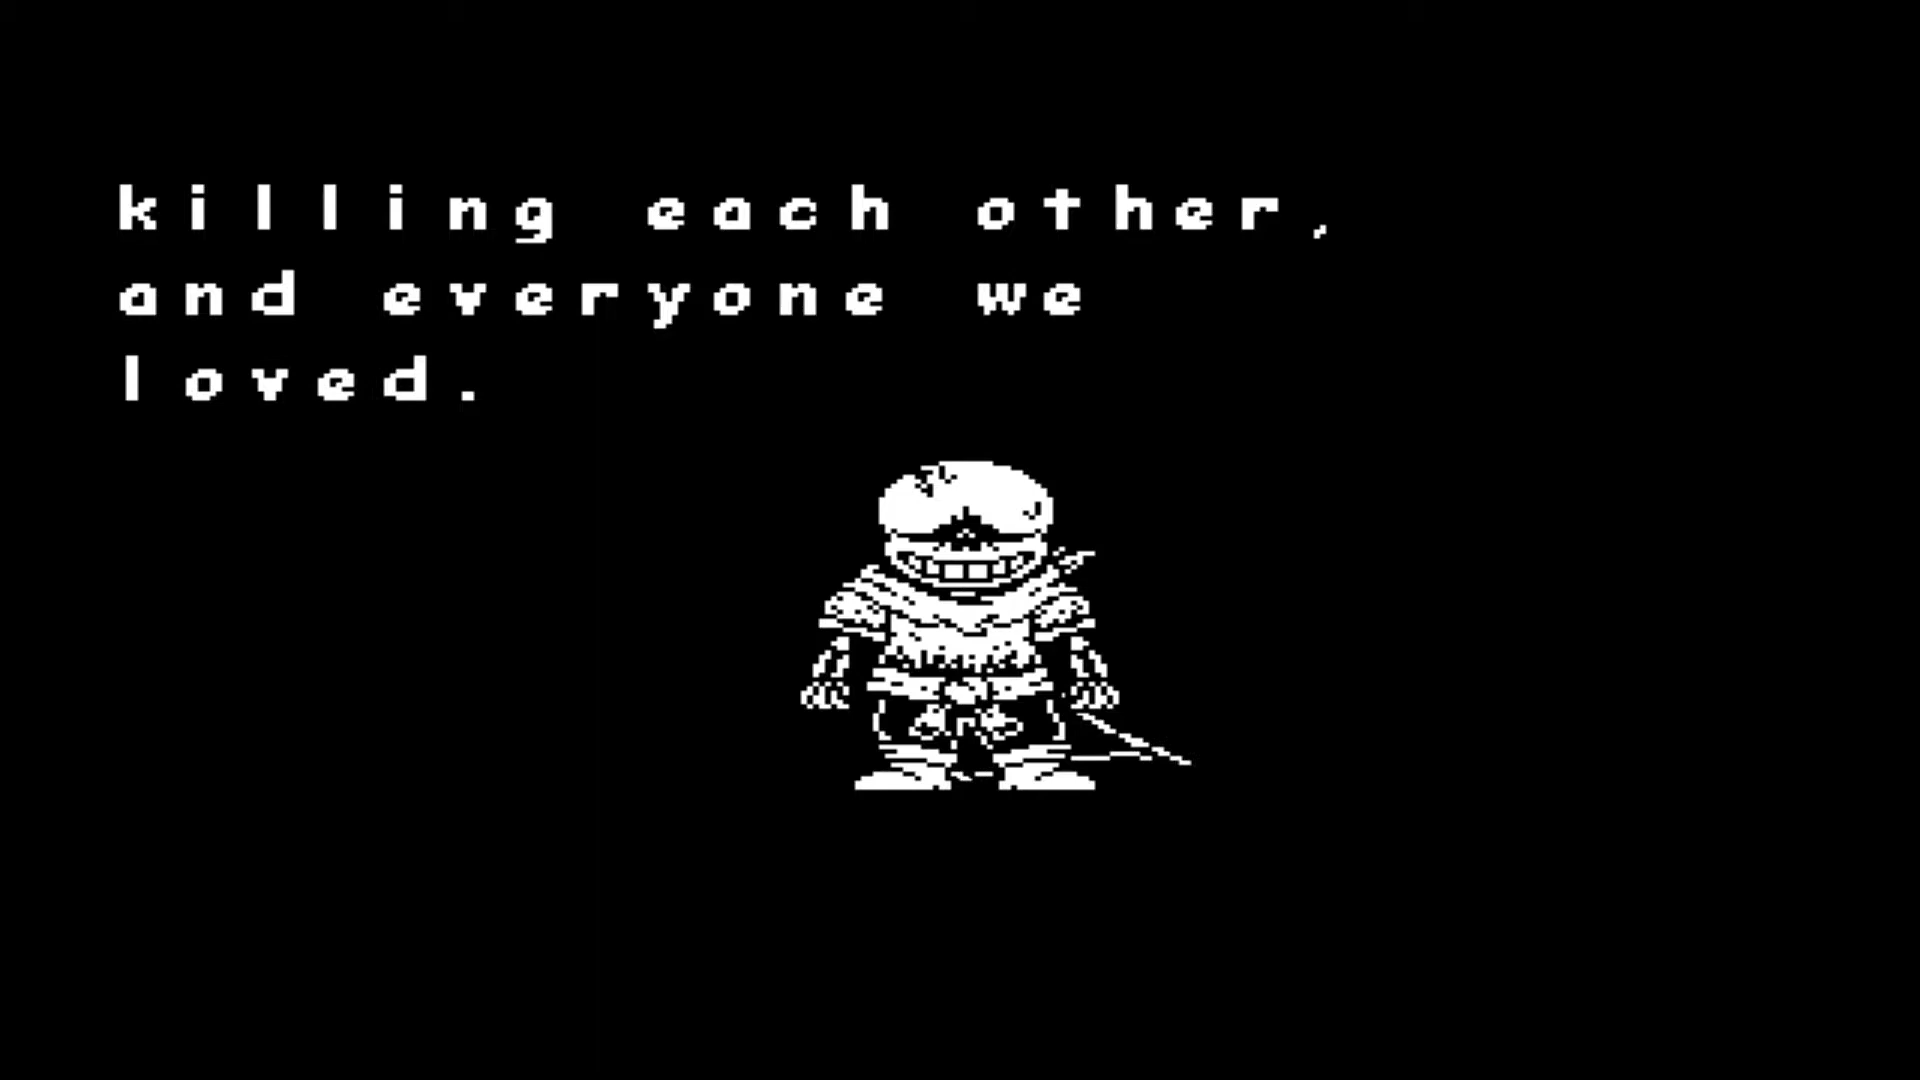 killing each other,
and everyone we
loved.